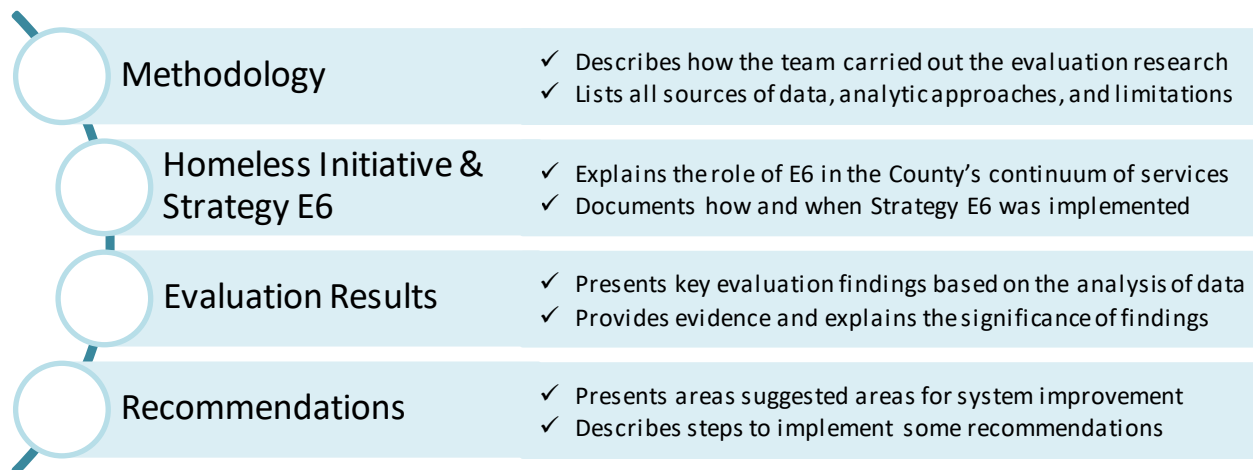 Methodology
✓ Describes how the team carried out the evaluation research
✓ Lists all sources of data, analytic approaches, and limitations
Homeless Initiative &
Strategy E6
✓ Explains the role of E6 in the County’s continuum of services
✓ Documents how and when Strategy E6 was implemented
Evaluation Results
✓ Presents key evaluation findings based on the analysis of data
✓ Provides evidence and explains the significance of findings
Recommendations
✓ Presents areas suggested areas for system improvement
✓ Describes steps to implement some recommendations